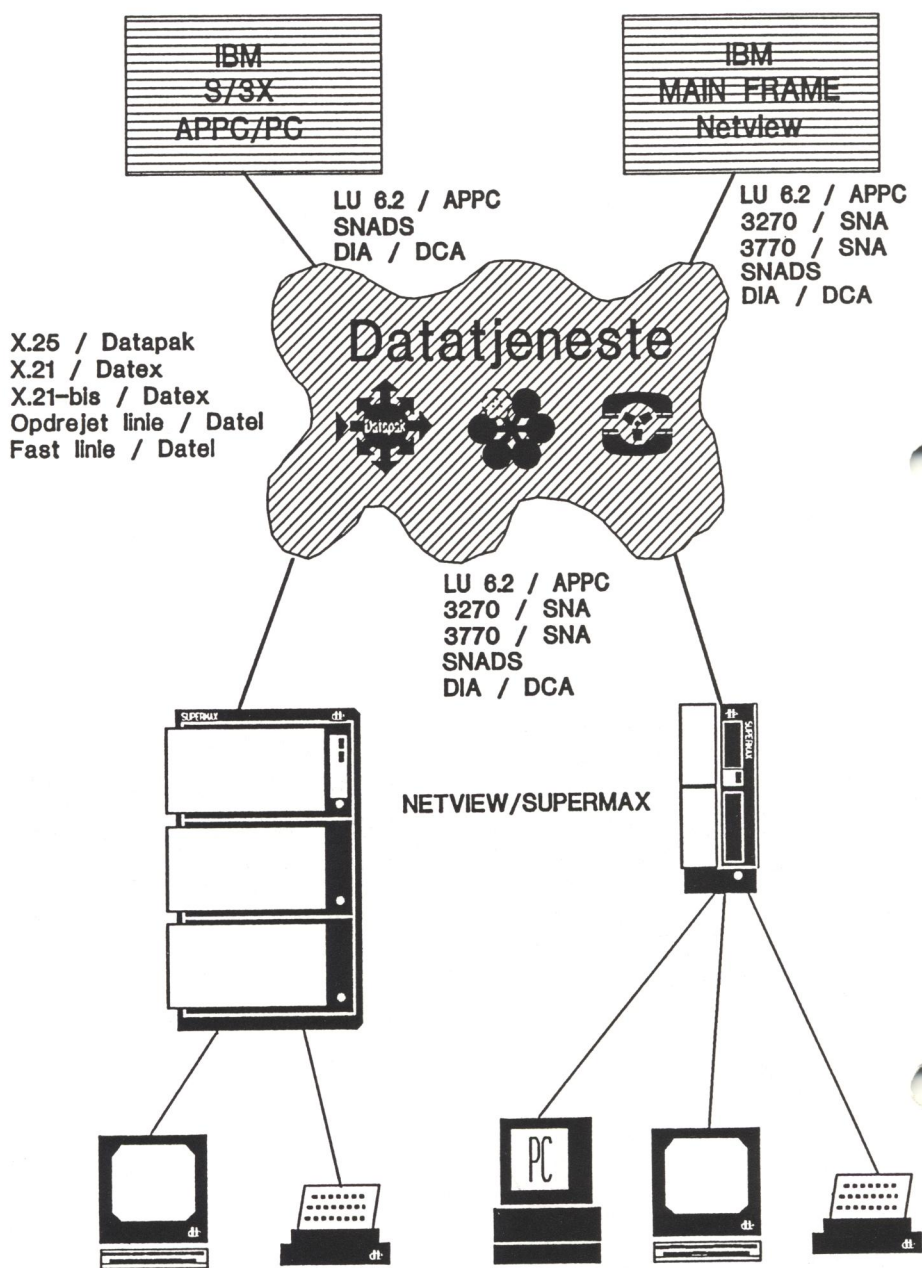 IBM
S/3X
APPC/PC
IBM
MAIN FRAME
Netview
LU 6.2 / APPC
SNADS
DIA / DCA
LU 6.2 / APPC
3270 / SNA
3770 / SNA
SNADS
DIA / DCA
X.25 / Datapak
X.21 / Datex
X.21-bis / Datex
Opdrejet linie / Datel
Fast linie / Datel
Datatjeneste
Datapak
LU 6.2 / APPC
3270 / SNA
3770 / SNA
SNADS
DIA / DCA
SUPERMAX
dt
SUPERMAX
NETVIEW/SUPERMAX
PC